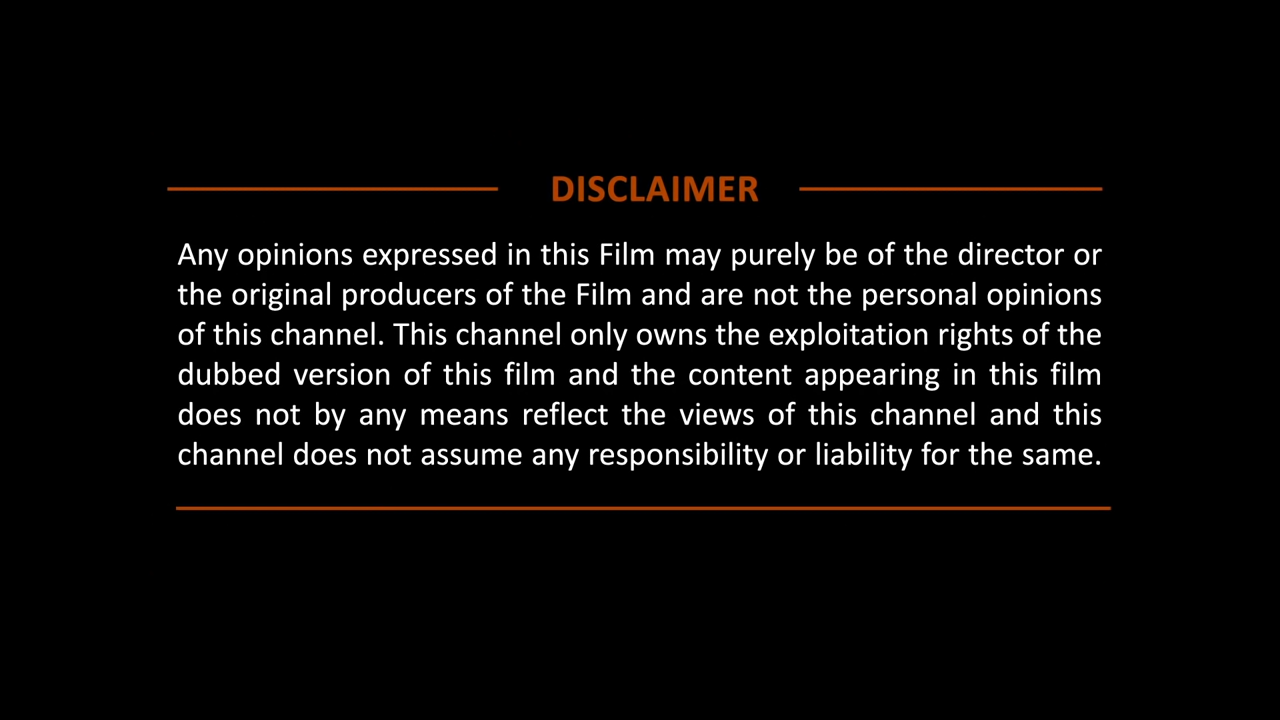 DISCLAIMER
Any opinions expressed in this Film may purely be of the director or
the original producers of the Film and are not the personal opinions
of this channel. This channel only owns the exploitation rights of the
dubbed version of this film and the content appearing in this film
does not by any means reflect the views of this channel and this
channel does not assume any responsibility or liability for the same.